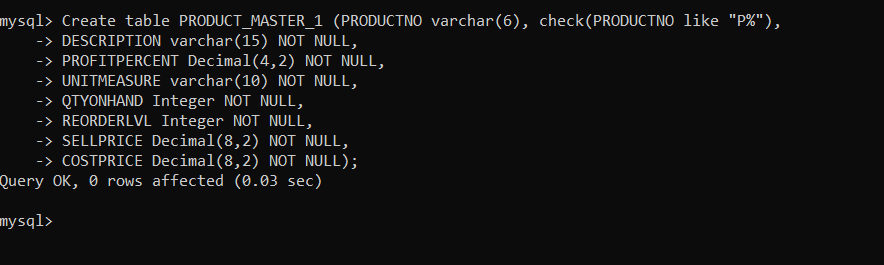 mysql> Create table PRODUCT_MASTER_1 (PRODUCTNO varchar(6), check(PRODUCTNO like "P%"),
    -> DESCRIPTION varchar(15) NOT NULL,
    -> PROFITPERCENT Decimal(4,2) NOT NULL,
    -> UNITMEASURE varchar(10) NOT NULL,
    -> QTYONHAND Integer NOT NULL,
    -> REORDERLVL Integer NOT NULL,
    -> SELLPRICE Decimal(8,2) NOT NULL,
    -> COSTPRICE Decimal(8,2) NOT NULL);
Query OK, 0 rows affected (0.03 sec)
mysql>